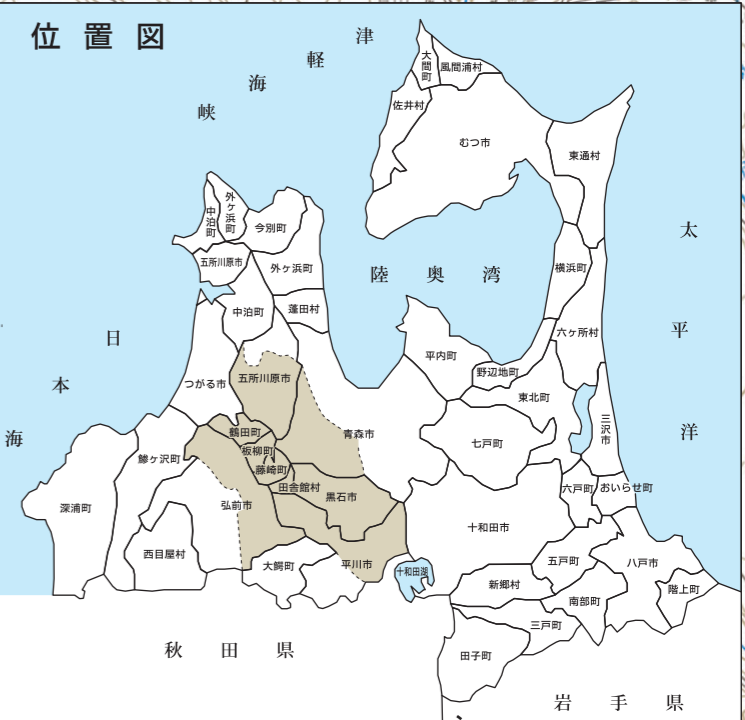 位置図
津軽海峡
大間町
風間浦村
佐井村
むつ市
東通村
中泊町
外ヶ浜町
今別町
五所川原市
外ヶ浜町
陸奥湾
横浜町
太平洋
中泊町
蓬田村
六ヶ所村
日本海
平内町
野辺地町
つがる市
五所川原市
東北町
三沢市
鶴田町
青森市
七戸町
板柳町
鰺ヶ沢町
藤崎町
田舎館村
黒石市
六戸町
おいらせ町
深浦町
弘前市
十和田市
西目屋村
大鰐町
平川市
十和田湖
五戸町
八戸市
新郷村
階上町
南部町
三戸町
田子町
秋田県
岩手県